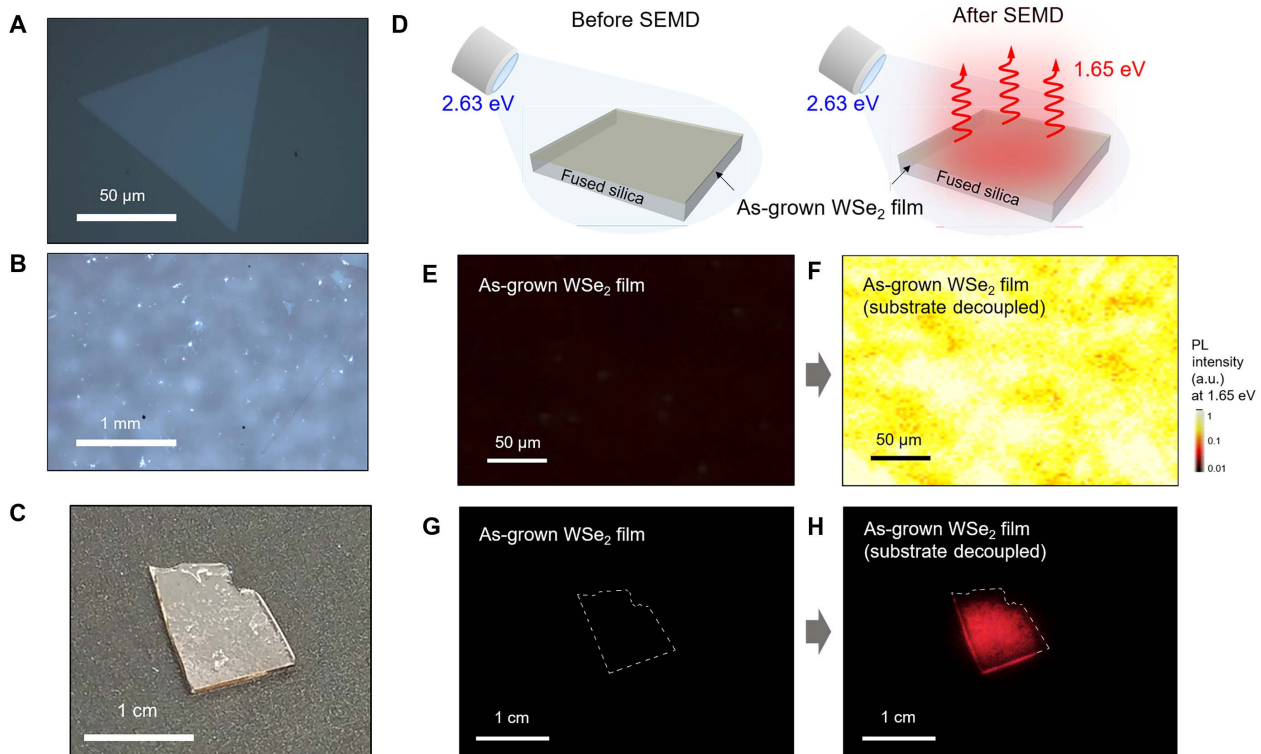 A
50 µm
B
1 mm
C
1 cm
D
Before SEMD
After SEMD
2.63 eV
2.63 eV
1.65 eV
Fused silica
Fused silica
As-grown WSe₂ film
E
As-grown WSe₂ film
50 µm
F
As-grown WSe₂ film
(substrate decoupled)
50 µm
PL
intensity
(a.u.)
at 1.65 eV
1
0.1
0.01
G
As-grown WSe₂ film
1 cm
H
As-grown WSe₂ film
(substrate decoupled)
1 cm